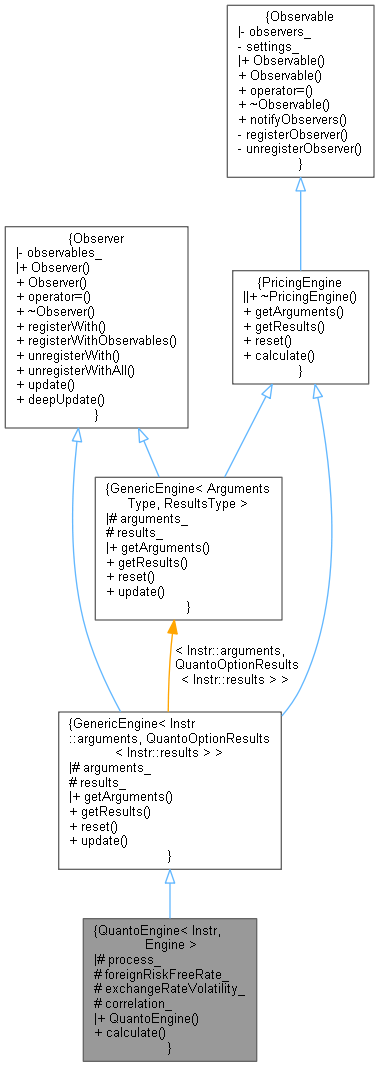 {Observable
|- observers_
- settings_
|+ Observable()
+ Observable()
+ operator=()
+ ~Observable()
+ notifyObservers()
- registerObserver()
- unregisterObserver()
}
{Observer
|- observables_
|+ Observer()
+ Observer()
+ operator=()
+ ~Observer()
+ registerWith()
+ registerWithObservables()
+ unregisterWith()
+ unregisterWithAll()
+ update()
+ deepUpdate()
}
{PricingEngine
||+ ~PricingEngine()
+ getArguments()
+ getResults()
+ reset()
+ calculate()
}
{GenericEngine< Arguments
Type, ResultsType >
|# arguments_
# results_
|+ getArguments()
+ getResults()
+ reset()
+ update()
}
< Instr::arguments,
QuantoOptionResults
< Instr::results > >
{GenericEngine< Instr
::arguments, QuantoOptionResults
< Instr::results > >
|# arguments_
# results_
|+ getArguments()
+ getResults()
+ reset()
+ update()
}
{QuantoEngine< Instr,
Engine >
|# process_
# foreignRiskFreeRate_
# exchangeRateVolatility_
# correlation_
|+ QuantoEngine()
+ calculate()
}